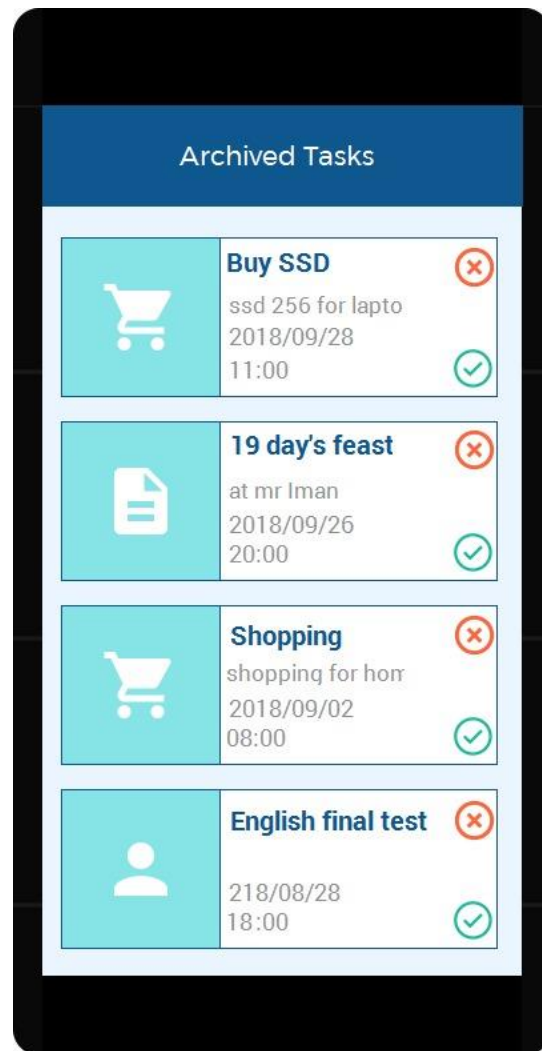 Archived Tasks
Buy SSD
ssd 256 for lapto
2018/09/28
11:00
19 day's feast
at mr Iman
2018/09/26
20:00
Shopping
shopping for hom
2018/09/02
08:00
English final test
218/08/28
18:00